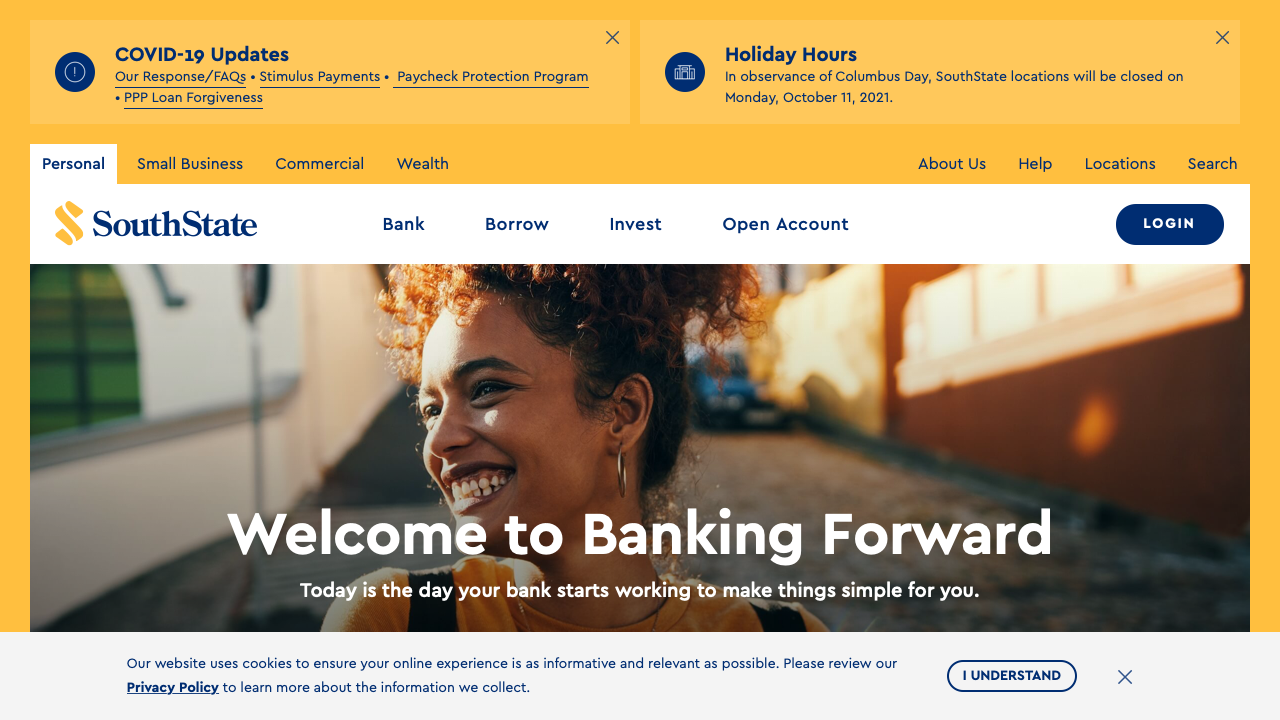 COVID-19 Updates
Our Response/FAQs • Stimulus Payments • Paycheck Protection Program
• PPP Loan Forgiveness
Holiday Hours
In observance of Columbus Day, SouthState locations will be closed on
Monday, October 11, 2021.
Personal Small Business Commercial Wealth About Us Help Locations Search
SouthState Bank Borrow Invest Open Account LOGIN
Welcome to Banking Forward
Today is the day your bank starts working to make things simple for you.
Our website uses cookies to ensure your online experience is as informative and relevant as possible. Please review our
Privacy Policy to learn more about the information we collect.
I UNDERSTAND